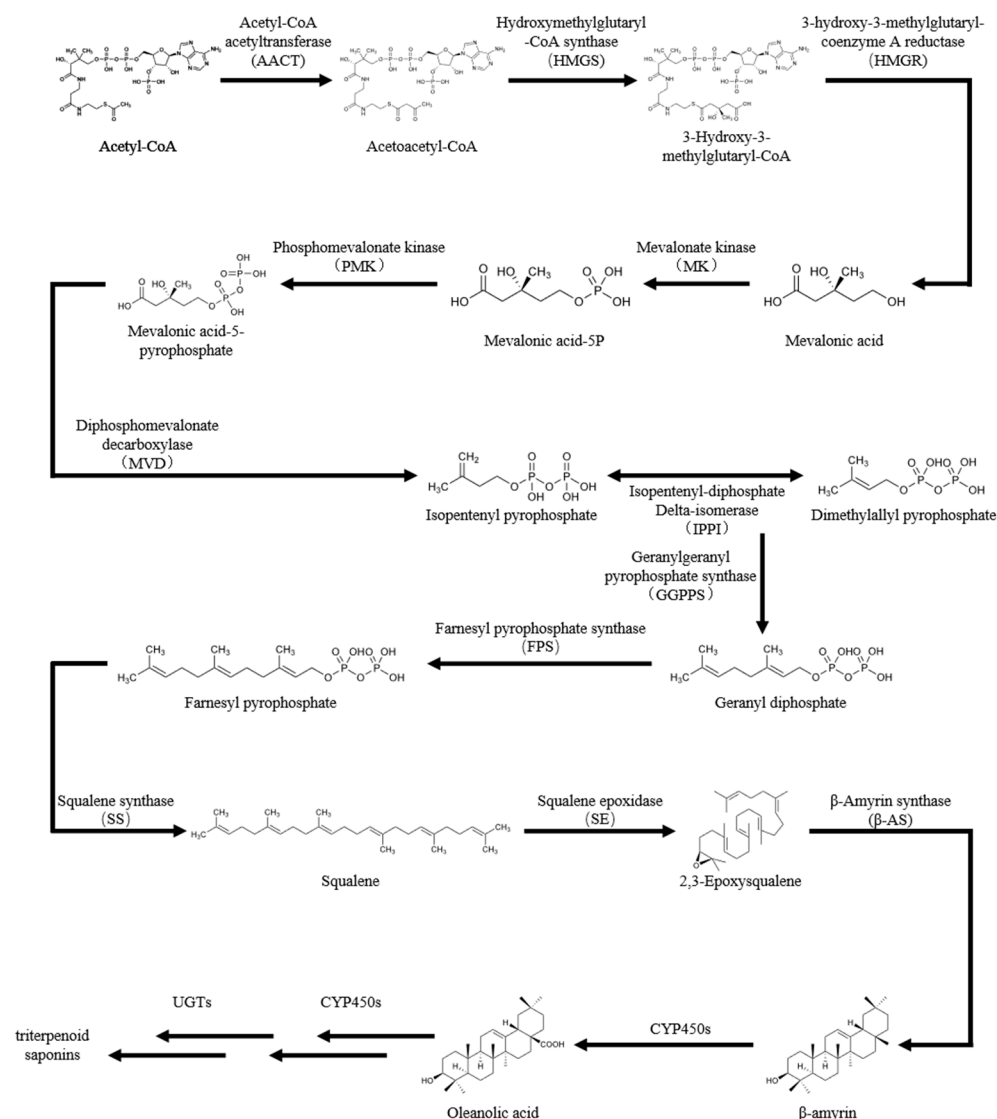 Acetyl-CoA
acetyltransferase
(AACT)
Hydroxymethylglutaryl
-CoA synthase
(HMGS)
3-hydroxy-3-methylglutaryl-
coenzyme A reductase
(HMGR)
Acetyl-CoA
Acetoacetyl-CoA
3-Hydroxy-3-
methylglutaryl-CoA
Phosphomevalonate kinase
(PMK)
Mevalonate kinase
(MK)
Mevalonic acid-5-
pyrophosphate
Mevalonic acid-5P
Mevalonic acid
Diphosphomevalonate
decarboxylase
(MVD)
Isopentenyl pyrophosphate
Isopentenyl-diphosphate
Delta-isomerase
(IPPI)
Dimethylallyl pyrophosphate
Geranylgeranyl
pyrophosphate synthase
(GGPPS)
Farnesyl pyrophosphate synthase
(FPS)
Farnesyl pyrophosphate
Geranyl diphosphate
Squalene synthase
(SS)
Squalene epoxidase
(SE)
β-Amyrin synthase
(β-AS)
Squalene
2,3-Epoxysqualene
UGTs
CYP450s
CYP450s
triterpenoid
saponins
Oleanolic acid
β-amyrin